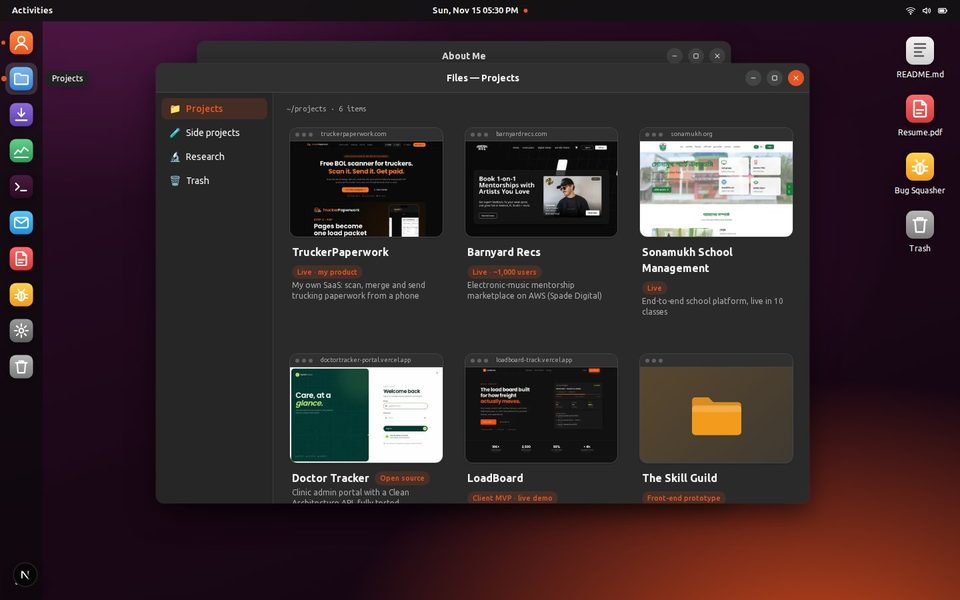 Activities
Sun, Nov 15 05:30 PM
About Me
Files — Projects
Projects
README.md
Resume.pdf
Bug Squasher
Trash
Projects
Side projects
Research
Trash
~/projects · 6 items
truckerpaperwork.com
Free BOL scanner for truckers.
Scan it. Send it. Get paid.
TruckerPaperwork
Pages become
one load packet
TruckerPaperwork
Live · my product
My own SaaS: scan, merge and send
trucking paperwork from a phone
barnyardrecs.com
Book 1-on-1
Mentorships with
Artists You Love
Barnyard Recs
Live · ~1,000 users
Electronic-music mentorship
marketplace on AWS (Spade Digital)
sonamukh.org
Sonamukh School
Management
Live
End-to-end school platform, live in 10
classes
doctortracker-portal.vercel.app
Care, at a
glance.
Welcome back
Doctor Tracker
Open source
Clinic admin portal with a Clean
Architecture API, fully tested
loadboard-track.vercel.app
The load board built
for how freight
actually moves.
LoadBoard
Client MVP · live demo
The Skill Guild
Front-end prototype
N